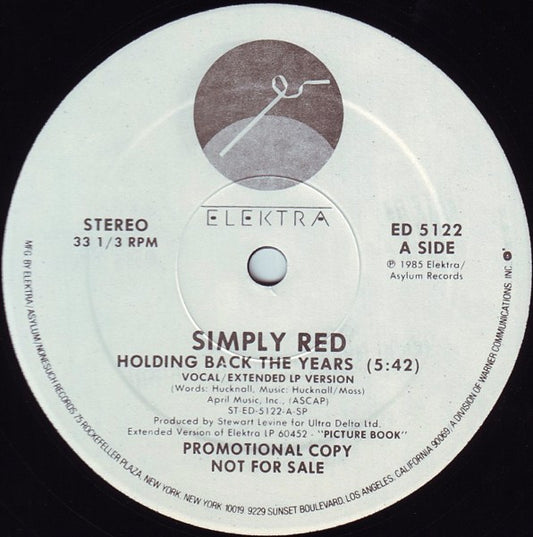 ELEKTRA
STEREO
33 1/3 RPM
ED 5122
A SIDE
℗ 1985 Elektra/
Asylum Records
SIMPLY RED
HOLDING BACK THE YEARS (5:42)
VOCAL/EXTENDED LP VERSION
(Words: Hucknall, Music: Hucknall/Moss)
April Music, Inc., (ASCAP)
ST-ED-5122-A-SP
Produced by Stewart Levine for Ultra Delta Ltd.
Extended Version of Elektra LP 60452 - "PICTURE BOOK"
PROMOTIONAL COPY
NOT FOR SALE
MFG BY ELEKTRA/ASYLUM/NONESUCH RECORDS 75 ROCKEFELLER PLAZA, NEW YORK, NEW YORK 10019 9229 SUNSET BOULEVARD, LOS ANGELES, CALIFORNIA 90069. A DIVISION OF WARNER COMMUNICATIONS INC.